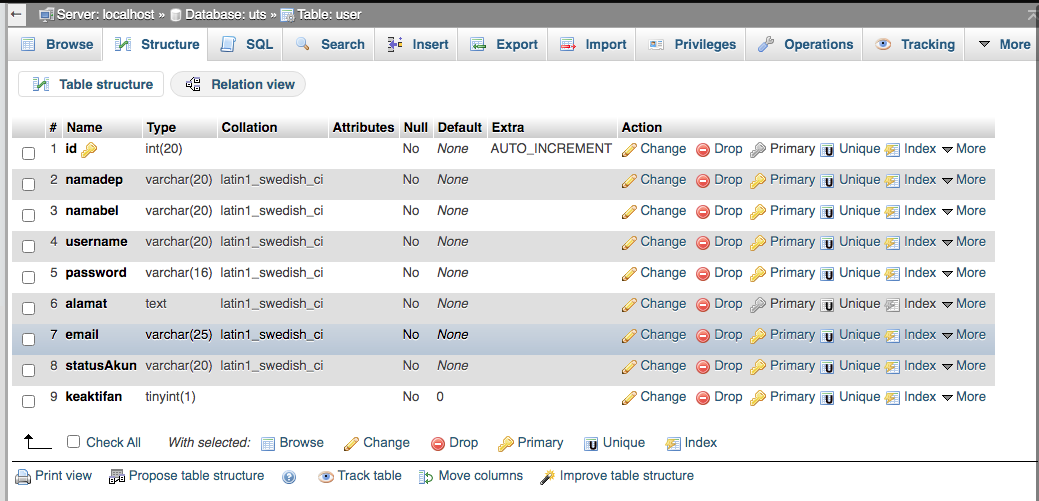 Server: localhost » Database: uts » Table: user
Browse Structure SQL Search Insert Export Import Privileges Operations Tracking More
Table structure Relation view
# Name Type Collation Attributes Null Default Extra Action
1 id int(20) No None AUTO_INCREMENT Change Drop Primary Unique Index More
2 namadep varchar(20) latin1_swedish_ci No None Change Drop Primary Unique Index More
3 namabel varchar(20) latin1_swedish_ci No None Change Drop Primary Unique Index More
4 username varchar(20) latin1_swedish_ci No None Change Drop Primary Unique Index More
5 password varchar(16) latin1_swedish_ci No None Change Drop Primary Unique Index More
6 alamat text latin1_swedish_ci No None Change Drop Primary Unique Index More
7 email varchar(25) latin1_swedish_ci No None Change Drop Primary Unique Index More
8 statusAkun varchar(20) latin1_swedish_ci No None Change Drop Primary Unique Index More
9 keaktifan tinyint(1) No 0 Change Drop Primary Unique Index More
Check All With selected: Browse Change Drop Primary Unique Index
Print view Propose table structure Track table Move columns Improve table structure